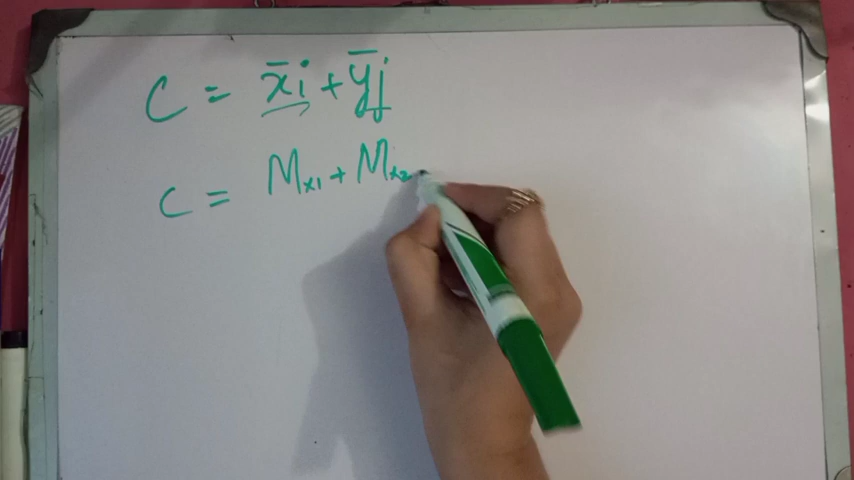 C = x̄i + ȳj
C = Mx1 + Mx2